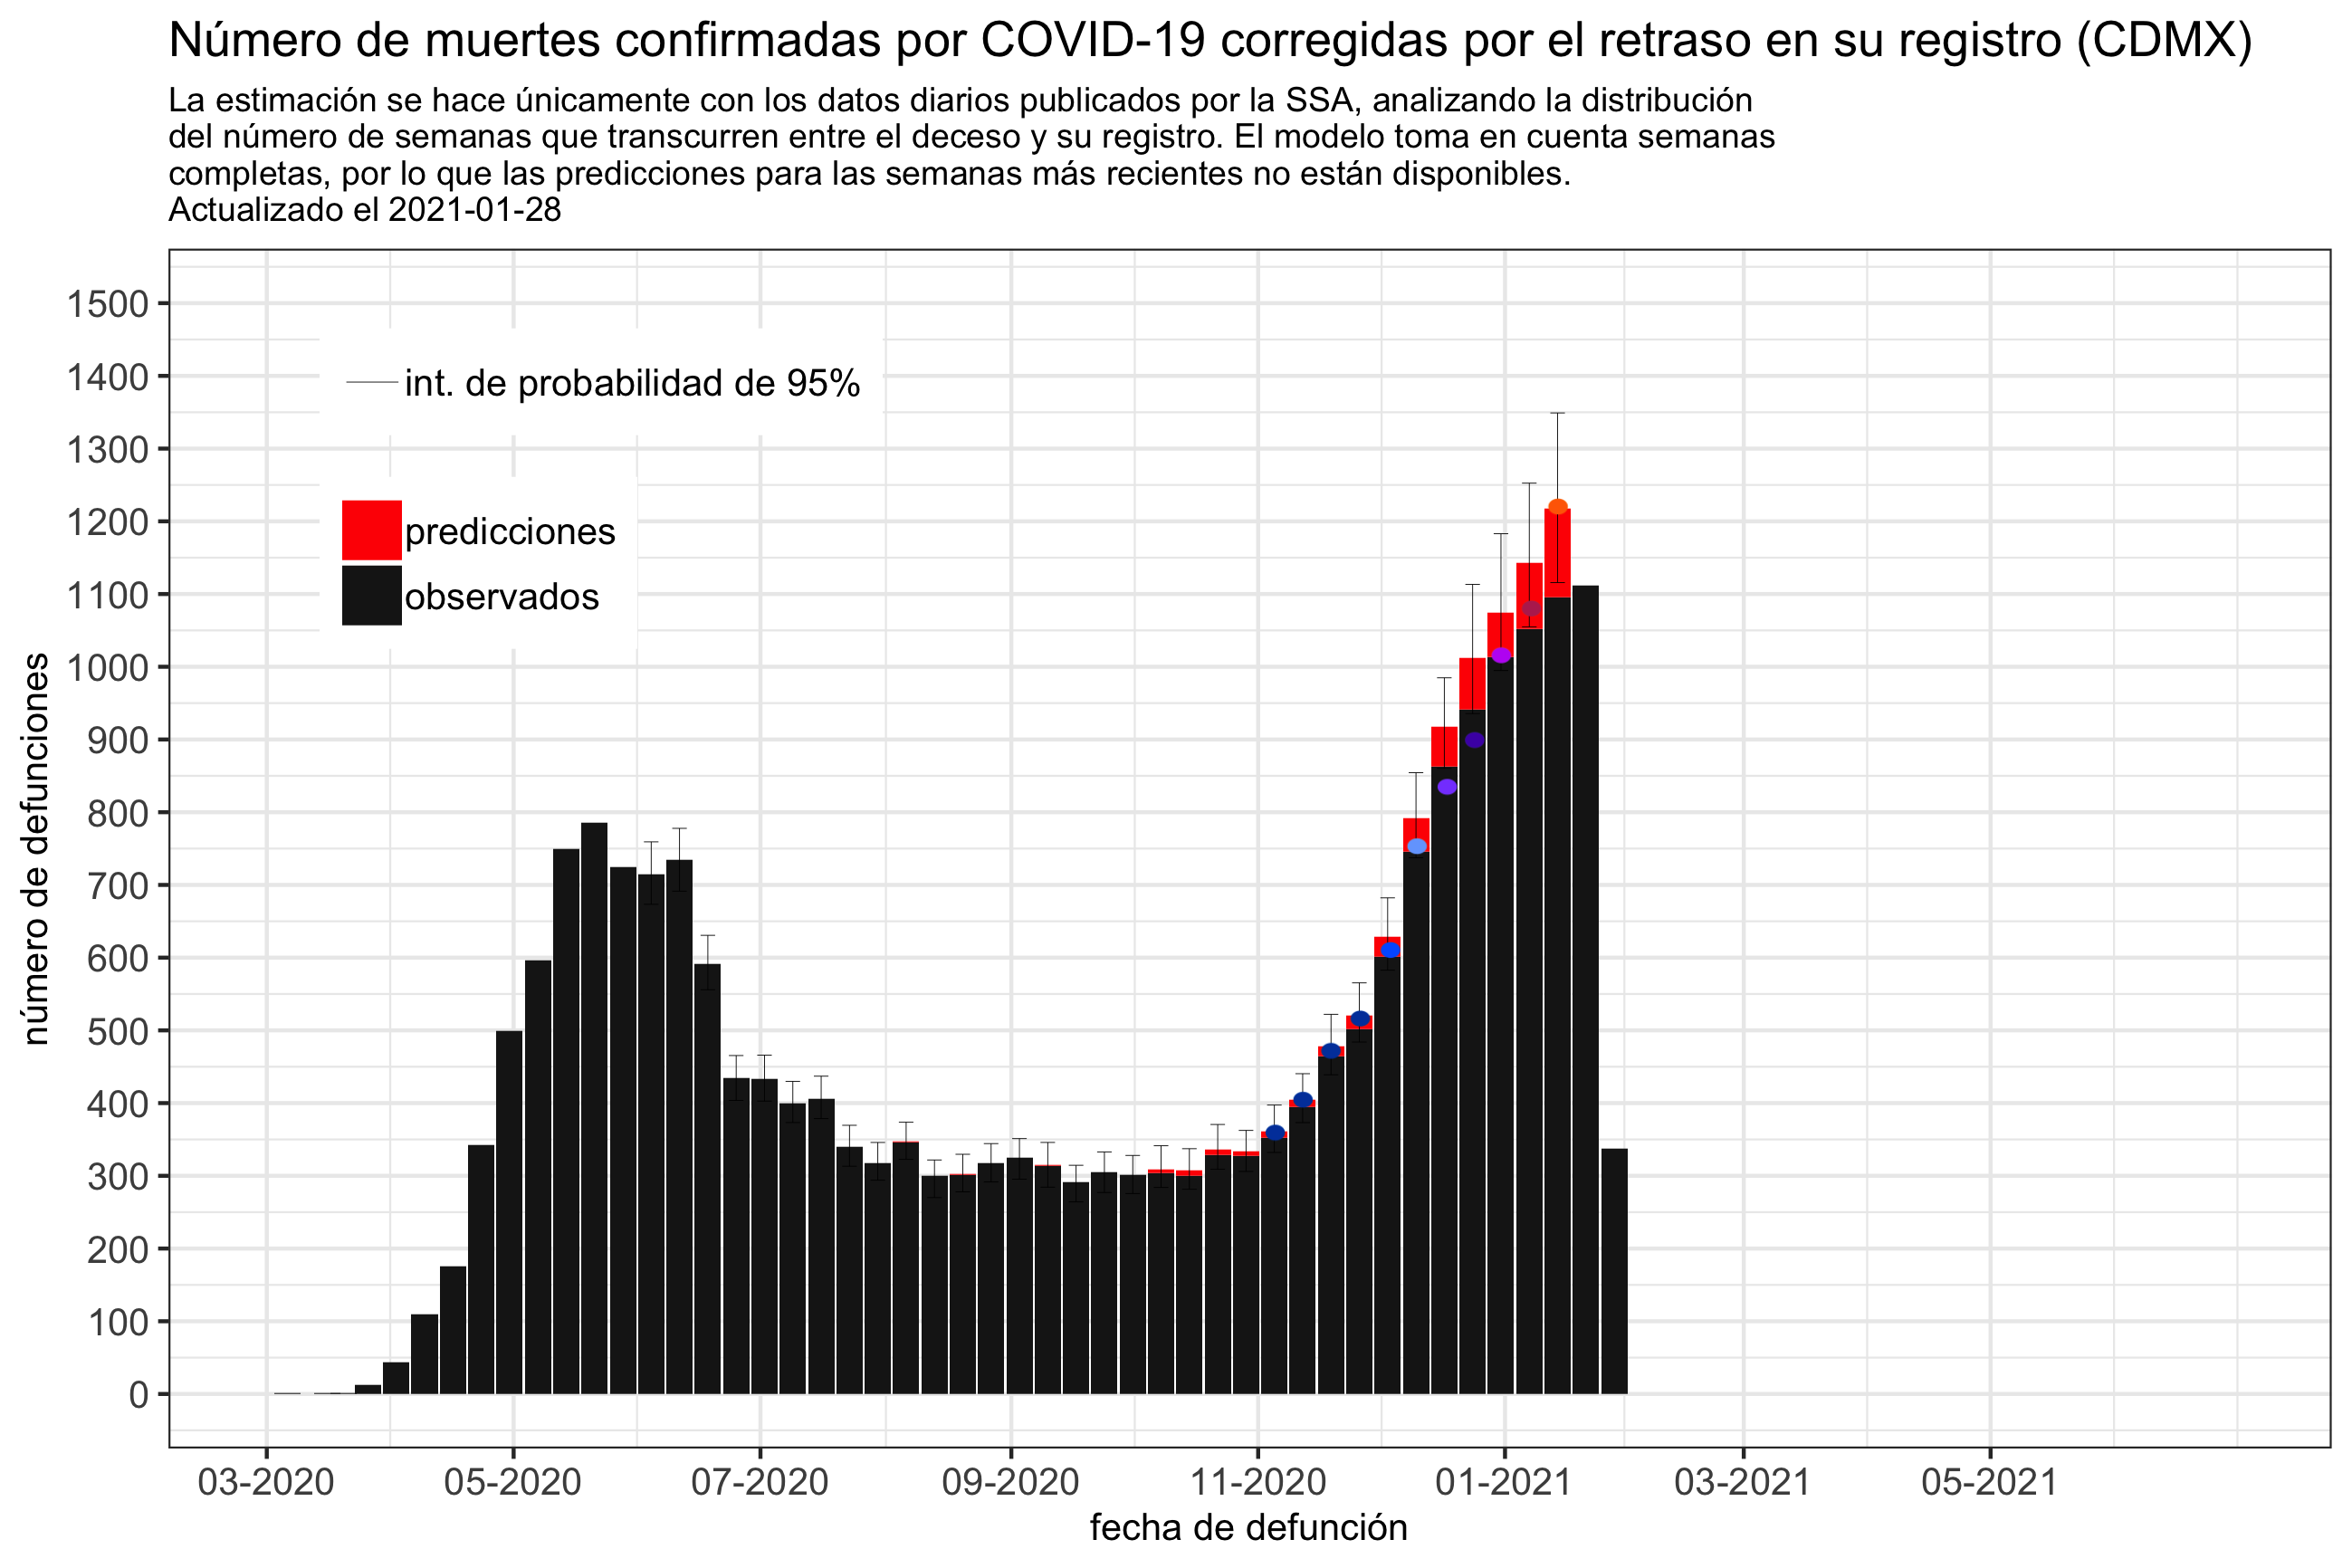 Número de muertes confirmadas por COVID-19 corregidas por el retraso en su registro (CDMX)
La estimación se hace únicamente con los datos diarios publicados por la SSA, analizando la distribución
del número de semanas que transcurren entre el deceso y su registro. El modelo toma en cuenta semanas
completas, por lo que las predicciones para las semanas más recientes no están disponibles.
Actualizado el 2021-01-28
número de defunciones
1500
1400
1300
1200
1100
1000
900
800
700
600
500
400
300
200
100
0
int. de probabilidad de 95%
predicciones
observados
03-2020
05-2020
07-2020
09-2020
11-2020
01-2021
03-2021
05-2021
fecha de defunción